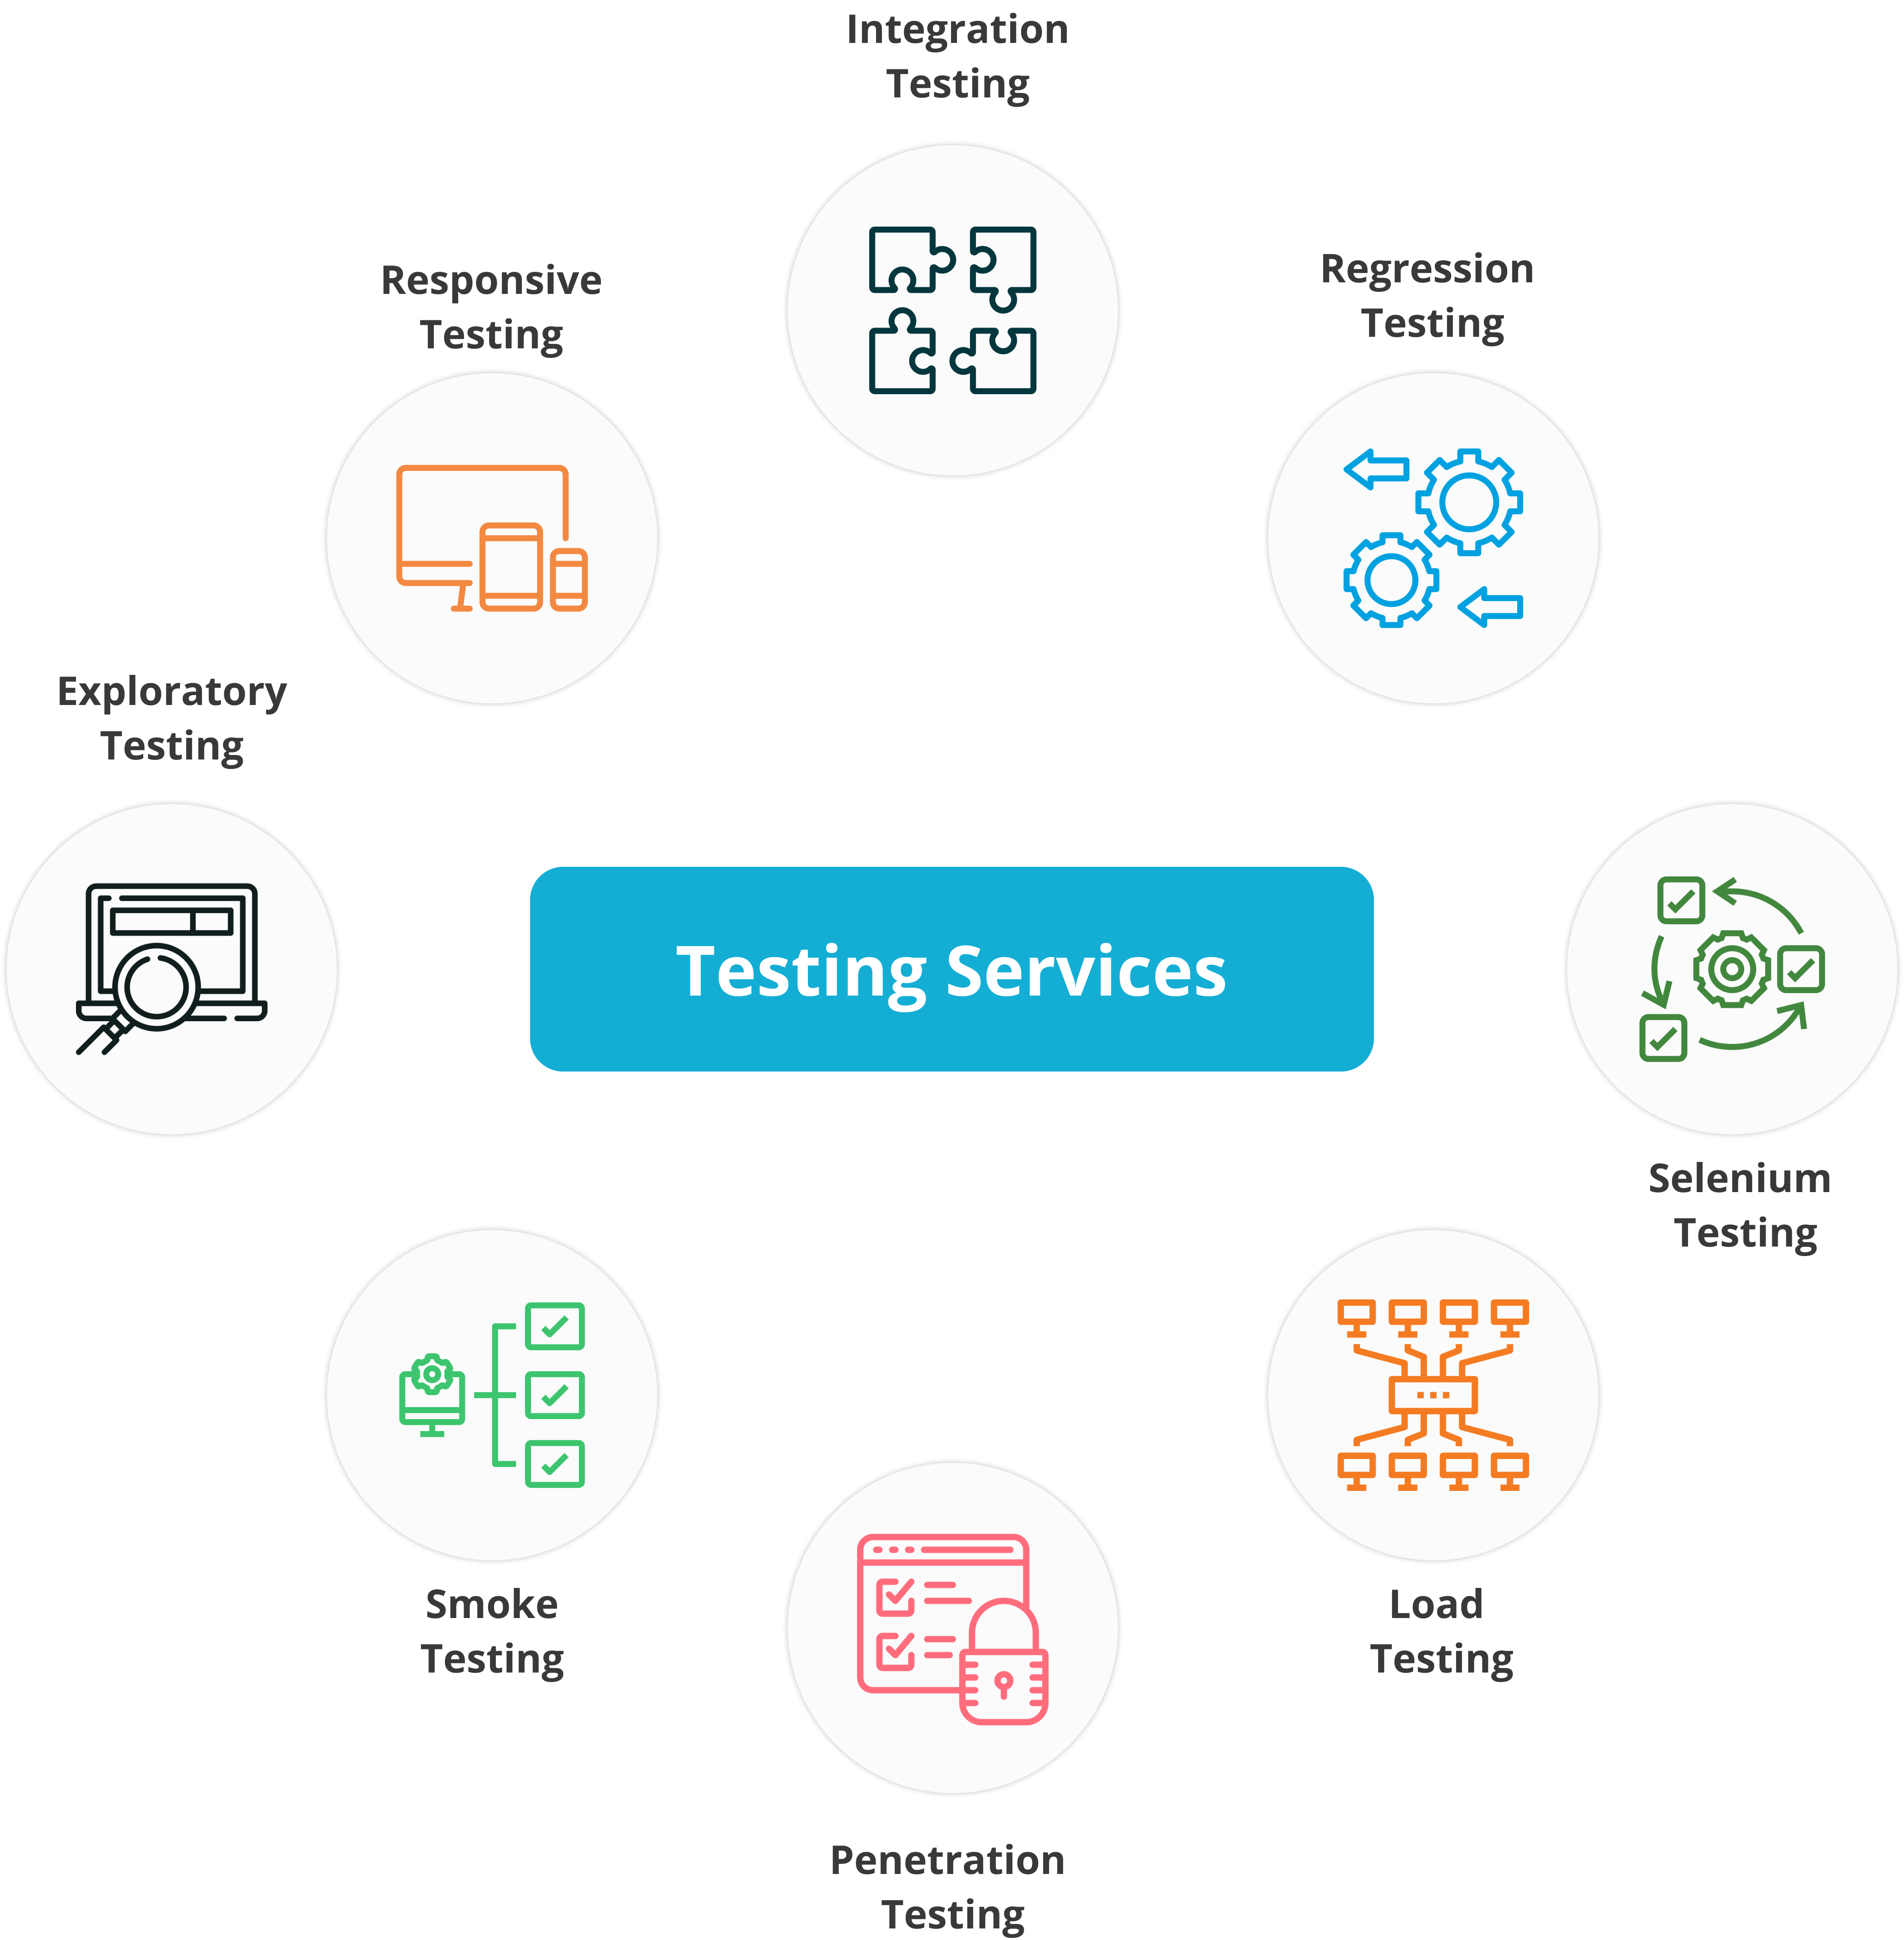 Integration
Testing
Responsive
Testing
Regression
Testing
Exploratory
Testing
Testing Services
Selenium
Testing
Smoke
Testing
Load
Testing
Penetration
Testing